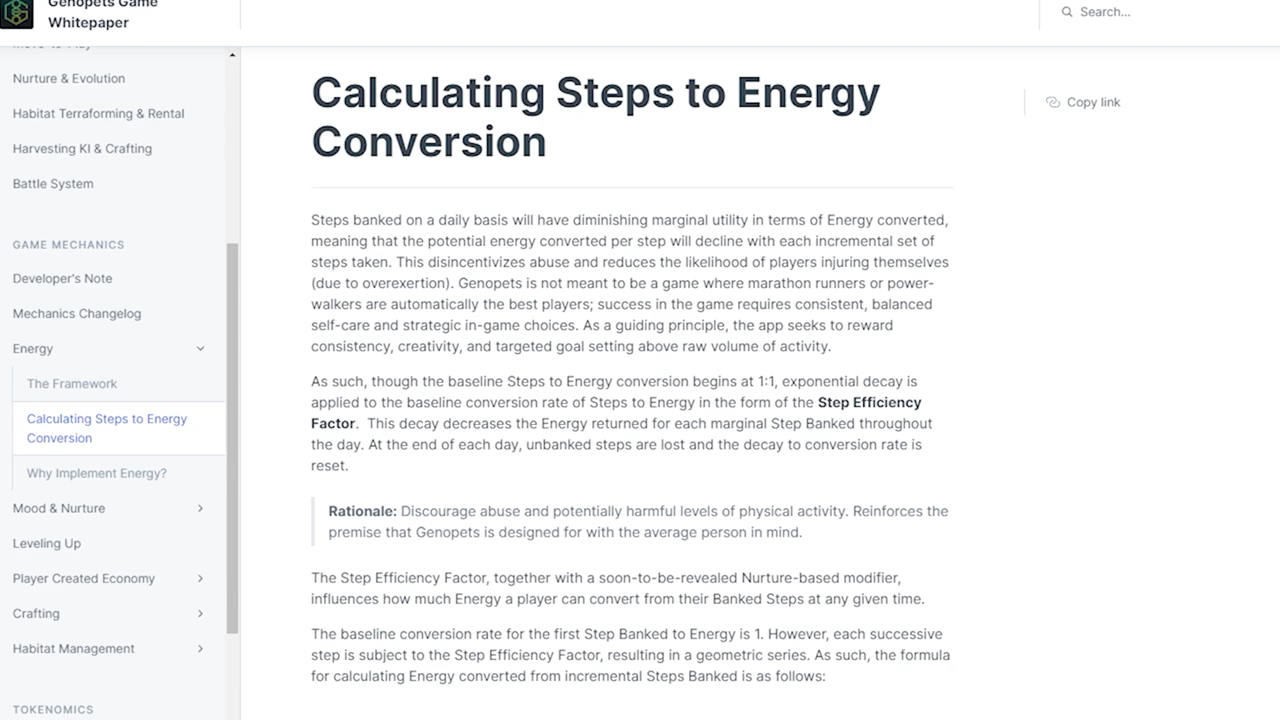 Genopets Game
Whitepaper
Search...
Move-to-Play
Nurture & Evolution
Habitat Terraforming & Rental
Harvesting KI & Crafting
Battle System
GAME MECHANICS
Developer's Note
Mechanics Changelog
Energy
The Framework
Calculating Steps to Energy
Conversion
Why Implement Energy?
Mood & Nurture
Leveling Up
Player Created Economy
Crafting
Habitat Management
TOKENOMICS
Calculating Steps to Energy
Conversion
Copy link
Steps banked on a daily basis will have diminishing marginal utility in terms of Energy converted,
meaning that the potential energy converted per step will decline with each incremental set of
steps taken. This disincentivizes abuse and reduces the likelihood of players injuring themselves
(due to overexertion). Genopets is not meant to be a game where marathon runners or power-
walkers are automatically the best players; success in the game requires consistent, balanced
self-care and strategic in-game choices. As a guiding principle, the app seeks to reward
consistency, creativity, and targeted goal setting above raw volume of activity.
As such, though the baseline Steps to Energy conversion begins at 1:1, exponential decay is
applied to the baseline conversion rate of Steps to Energy in the form of the Step Efficiency
Factor. This decay decreases the Energy returned for each marginal Step Banked throughout
the day. At the end of each day, unbanked steps are lost and the decay to conversion rate is
reset.
Rationale: Discourage abuse and potentially harmful levels of physical activity. Reinforces the
premise that Genopets is designed for with the average person in mind.
The Step Efficiency Factor, together with a soon-to-be-revealed Nurture-based modifier,
influences how much Energy a player can convert from their Banked Steps at any given time.
The baseline conversion rate for the first Step Banked to Energy is 1. However, each successive
step is subject to the Step Efficiency Factor, resulting in a geometric series. As such, the formula
for calculating Energy converted from incremental Steps Banked is as follows: